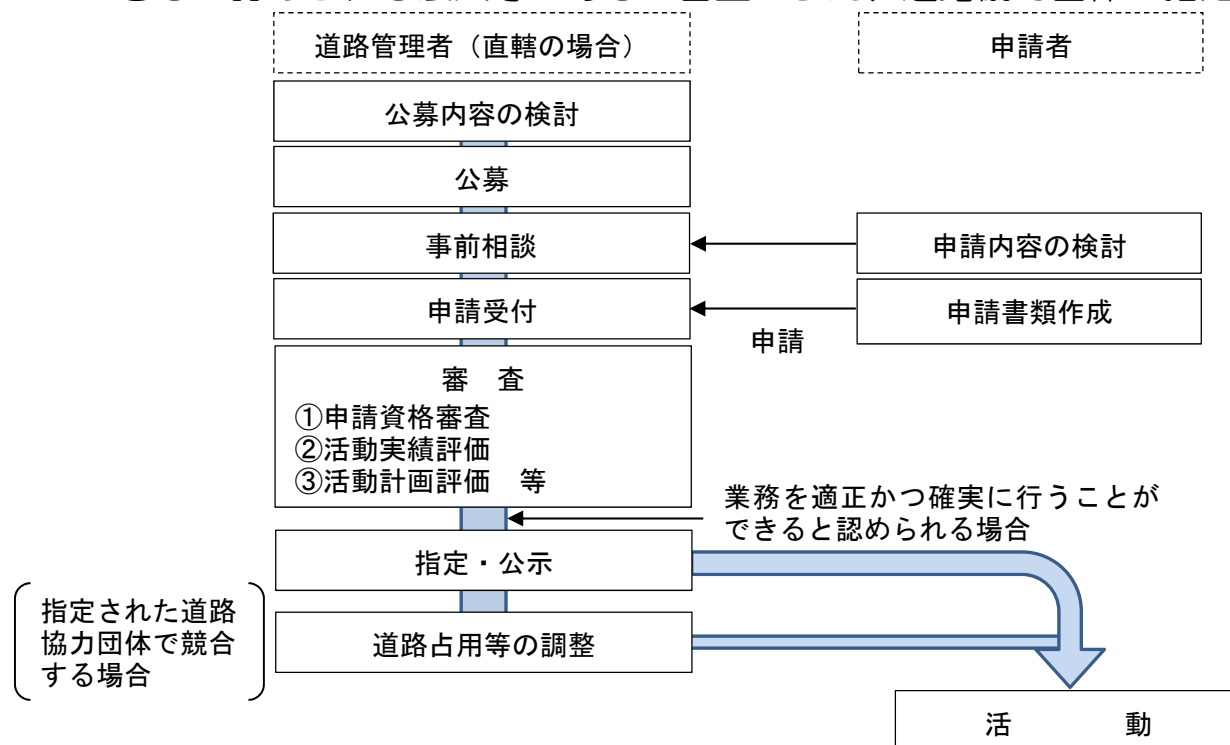 道路管理者（直轄の場合）
申請者
公募内容の検討
公募
事前相談
申請内容の検討
申請受付
申請書類作成
申請
審　査
①申請資格審査
②活動実績評価
③活動計画評価　等
業務を適正かつ確実に行うことが
できると認められる場合
指定・公示
指定された道路
協力団体で競合
する場合
道路占用等の調整
活　　　動